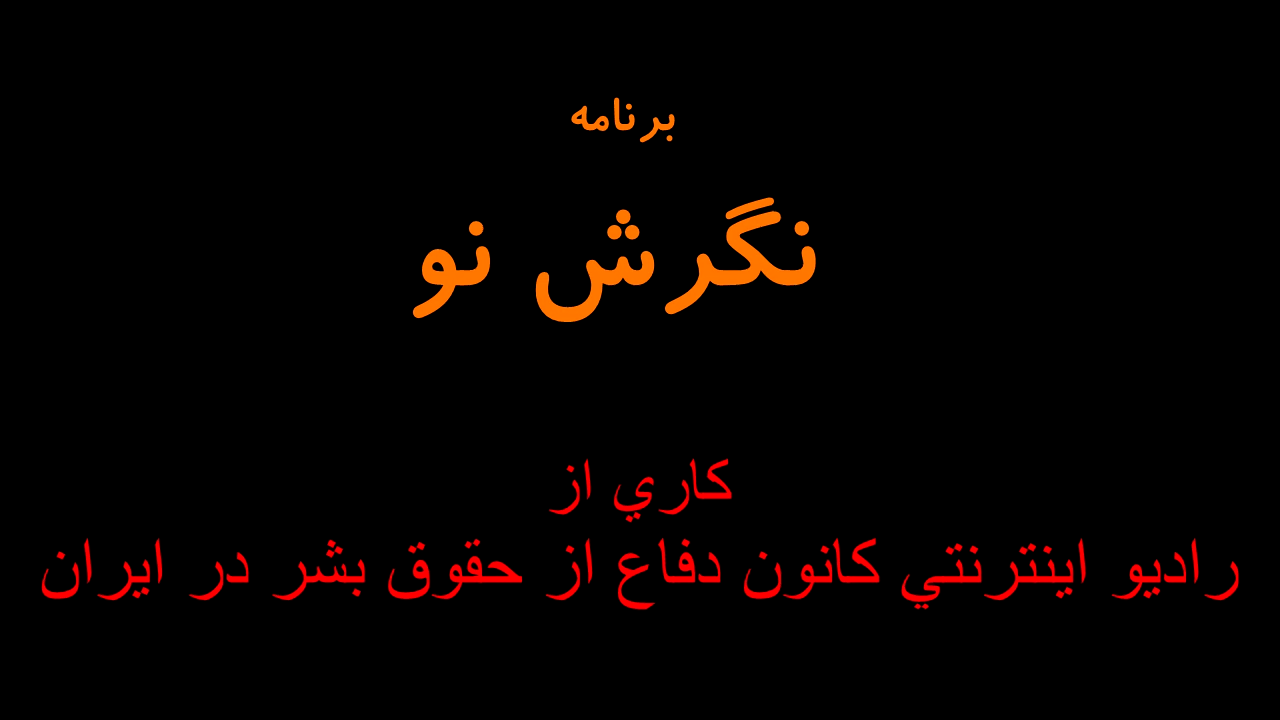 برنامه
نگرش نو
كاري از
راديو اينترنتي كانون دفاع از حقوق بشر در ايران